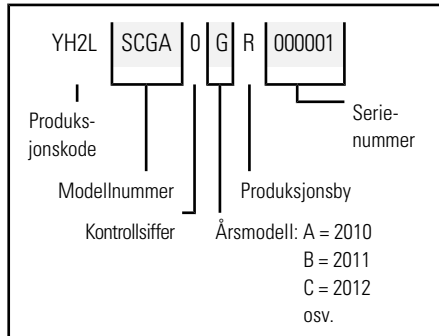 YH2L SCGA 0 G R 000001
Produks-
jonskode
Serie-
nummer
Modellnummer Produksjonsby
Kontrollsiffer Årsmodell: A = 2010
B = 2011
C = 2012
osv.